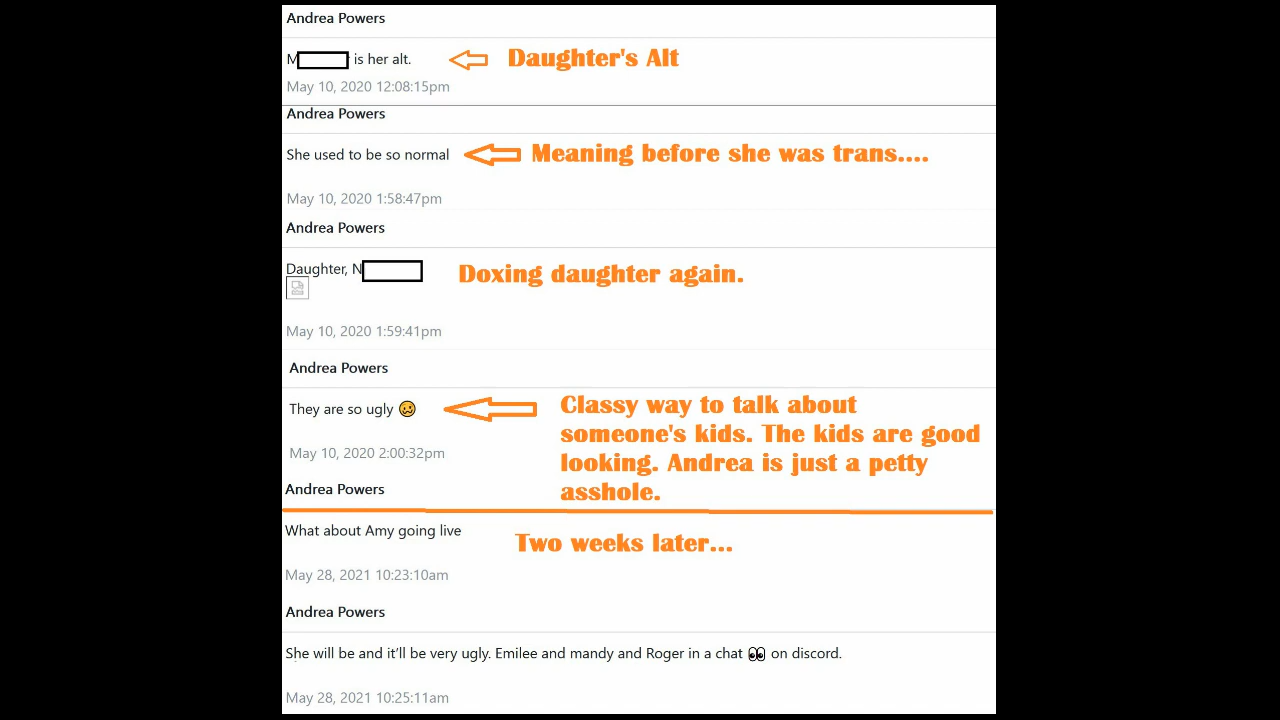 Andrea Powers
M is her alt.
Daughter's Alt
May 10, 2020 12:08:15pm
Andrea Powers
She used to be so normal
Meaning before she was trans....
May 10, 2020 1:58:47pm
Andrea Powers
Daughter, N
Doxing daughter again.
May 10, 2020 1:59:41pm
Andrea Powers
They are so ugly 🥴
Classy way to talk about
someone's kids. The kids are good
looking. Andrea is just a petty
asshole.
May 10, 2020 2:00:32pm
Andrea Powers
What about Amy going live
Two weeks later...
May 28, 2021 10:23:10am
Andrea Powers
She will be and it’ll be very ugly. Emilee and mandy and Roger in a chat 👀 on discord.
May 28, 2021 10:25:11am